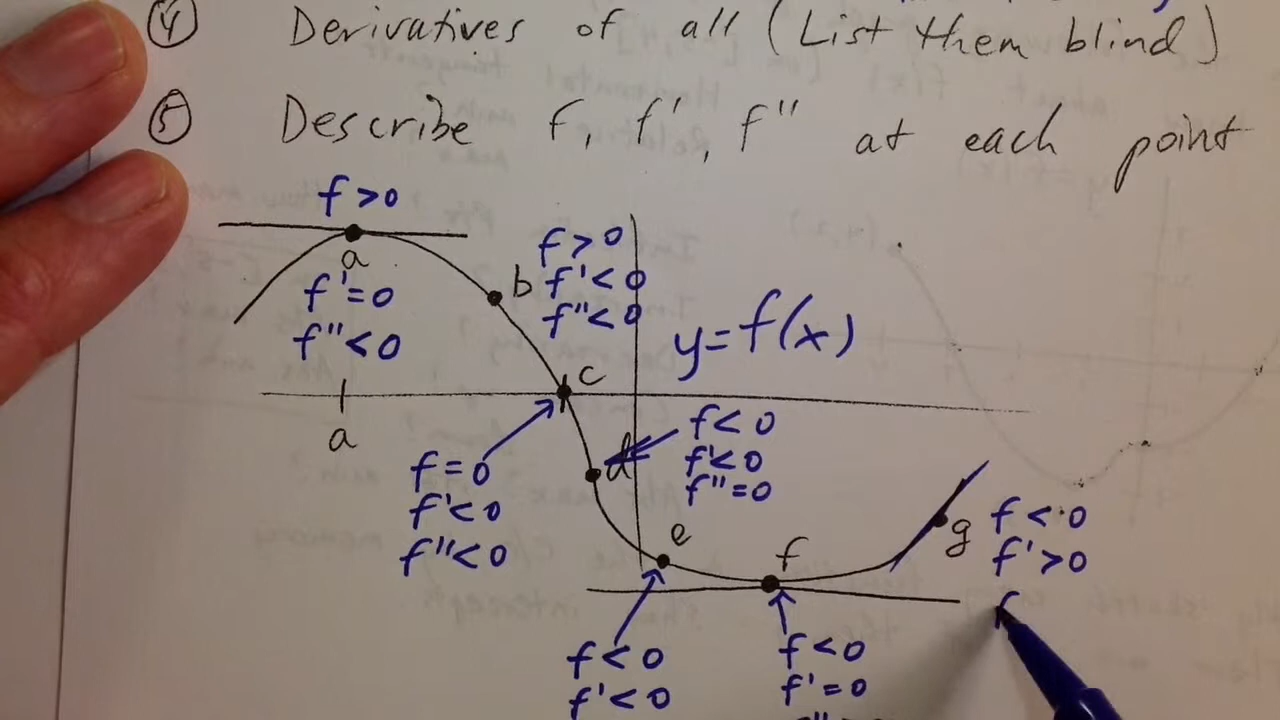 ④ Derivatives of all (List them blind)
⑤ Describe f, f', f'' at each point
f>0
a
f'=0
f''<0
a
b
f>0
f'<0
f''<0
y=f(x)
c
f=0
f'<0
f''<0
d
f<0
f'<0
f''=0
e
f<0
f'<0
f
f<0
f'=0
g
f<0
f'>0
f